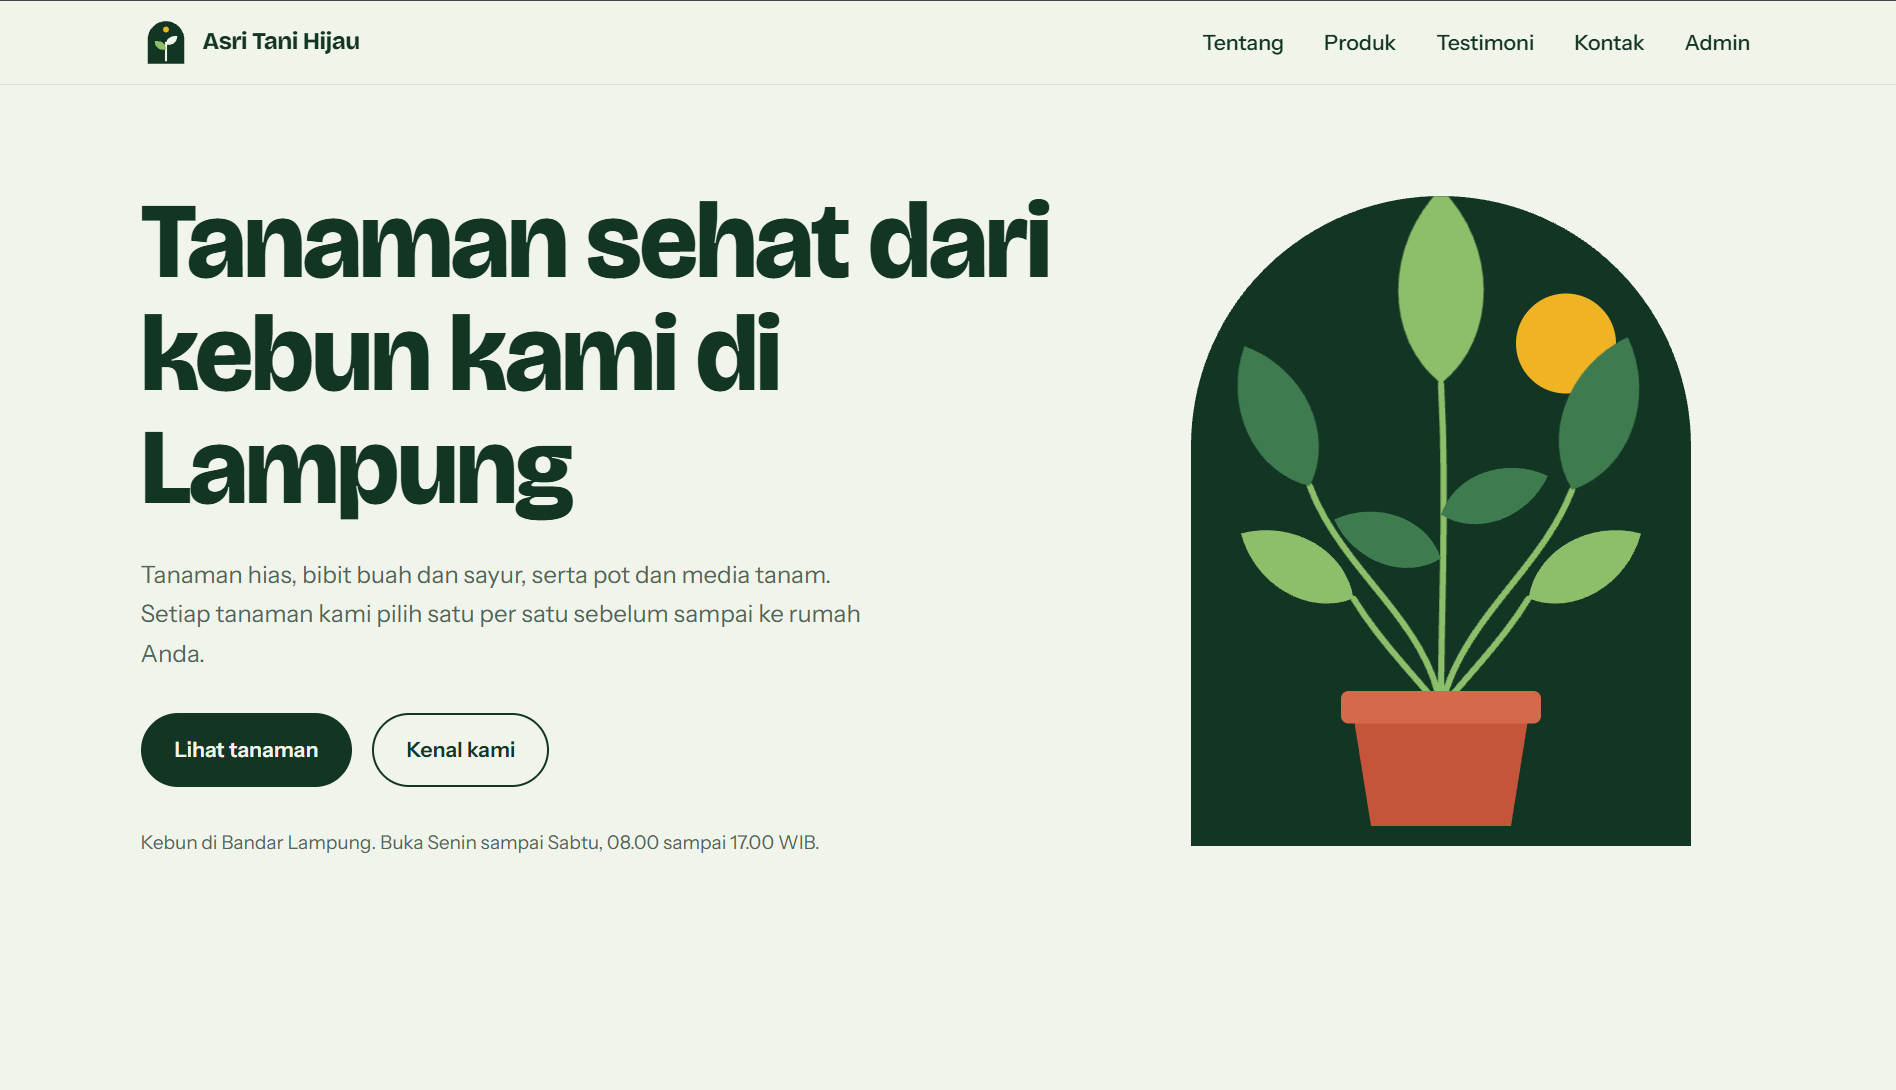 Asri Tani Hijau
Tentang
Produk
Testimoni
Kontak
Admin
Tanaman sehat dari
kebun kami di
Lampung
Tanaman hias, bibit buah dan sayur, serta pot dan media tanam.
Setiap tanaman kami pilih satu per satu sebelum sampai ke rumah
Anda.
Lihat tanaman
Kenal kami
Kebun di Bandar Lampung. Buka Senin sampai Sabtu, 08.00 sampai 17.00 WIB.